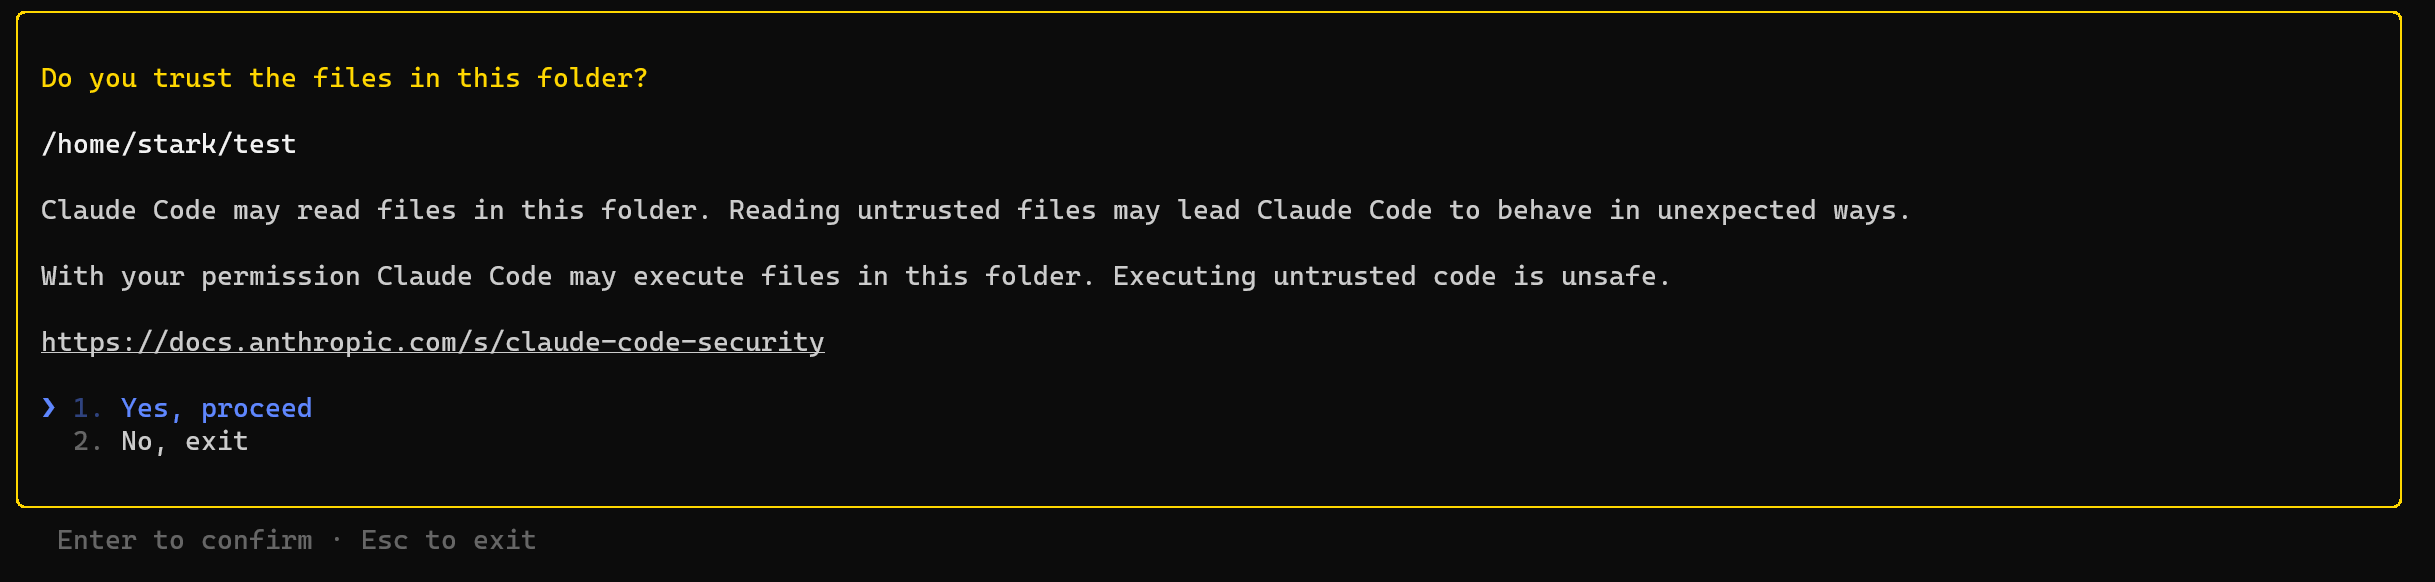 Do you trust the files in this folder?
/home/stark/test
Claude Code may read files in this folder. Reading untrusted files may lead Claude Code to behave in unexpected ways.
With your permission Claude Code may execute files in this folder. Executing untrusted code is unsafe.
https://docs.anthropic.com/s/claude-code-security
❯ 1. Yes, proceed
2. No, exit
Enter to confirm · Esc to exit